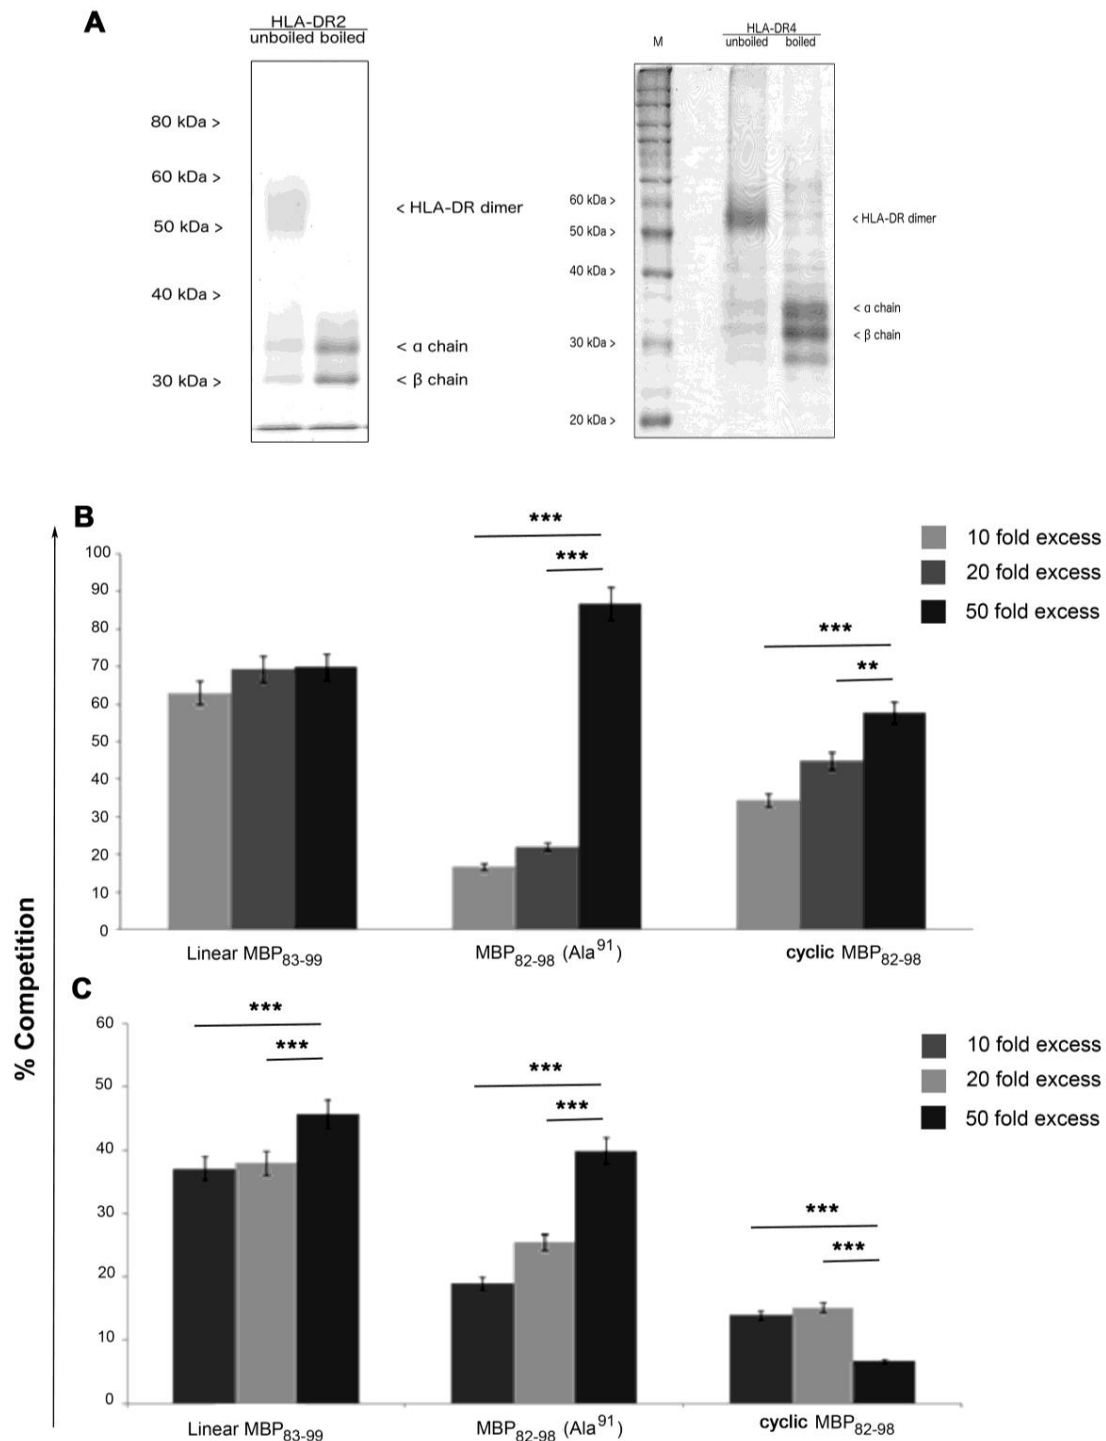 A
HLA-DR2
unboiled boiled
80 kDa >
60 kDa >
50 kDa >
40 kDa >
30 kDa >
< HLA-DR dimer
< α chain
< β chain
M
HLA-DR4
unboiled boiled
60 kDa >
50 kDa >
40 kDa >
30 kDa >
20 kDa >
< HLA-DR dimer
< α chain
< β chain
% Competition
B
100
90
80
70
60
50
40
30
20
10
0
***
***
***
**
10 fold excess
20 fold excess
50 fold excess
Linear MBP83-99
MBP82-98 (Ala91)
cyclic MBP82-98
C
60
50
40
30
20
10
0
***
***
***
***
***
***
10 fold excess
20 fold excess
50 fold excess
Linear MBP83-99
MBP82-98 (Ala91)
cyclic MBP82-98